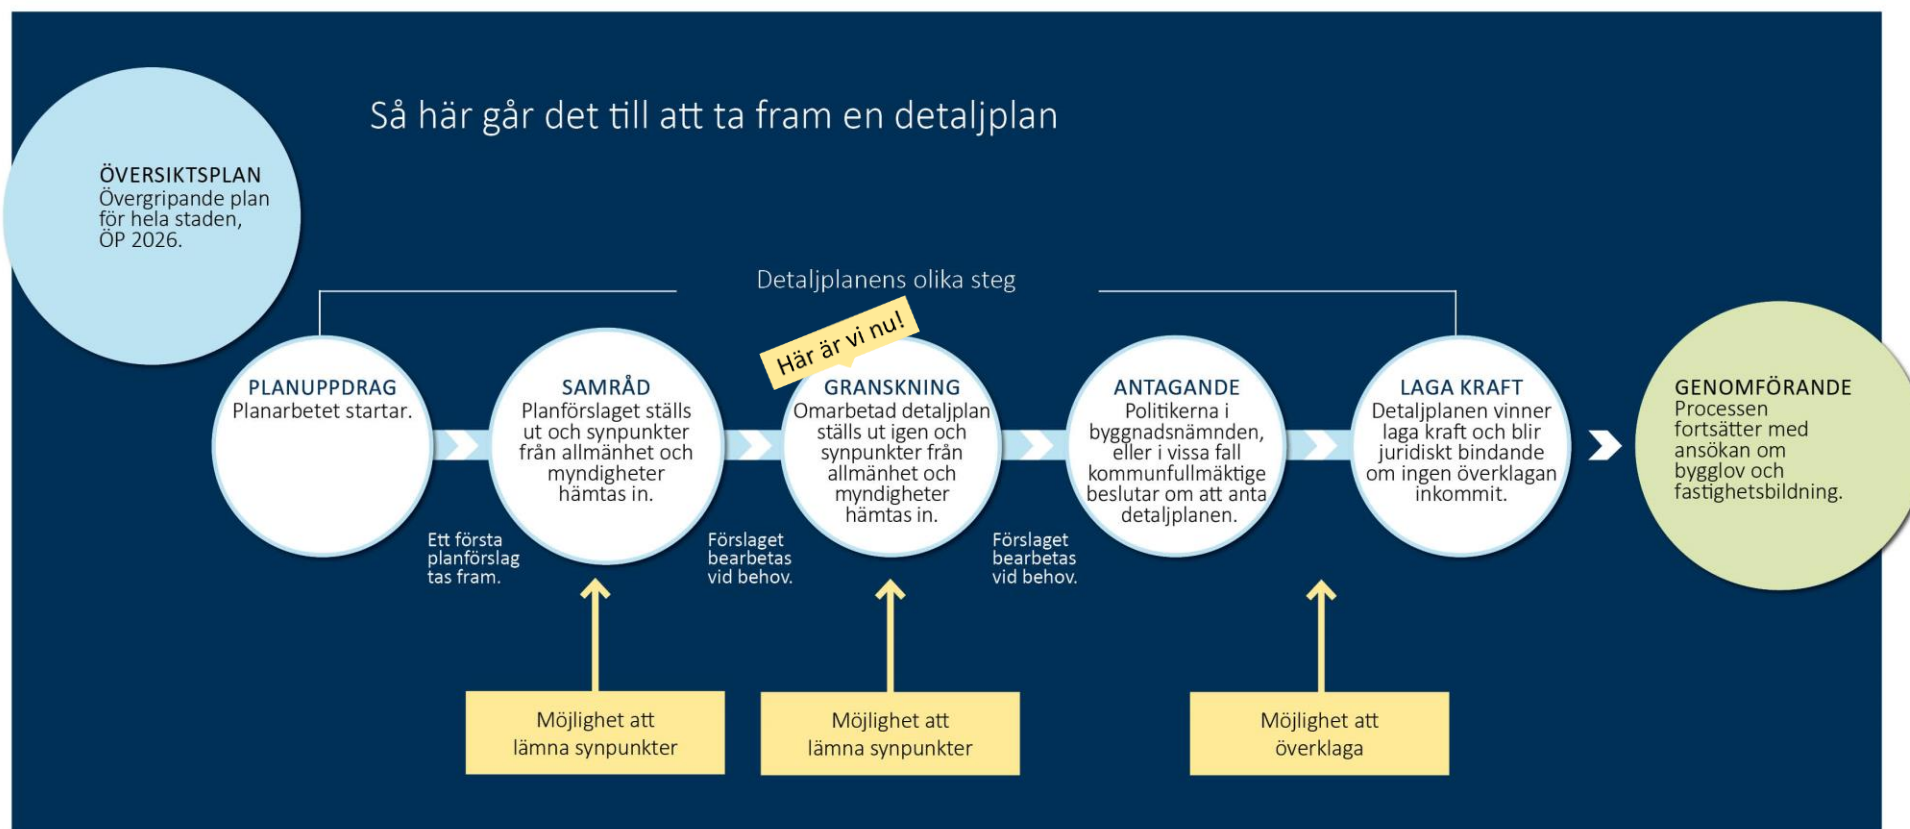 Så här går det till att ta fram en detaljplan
ÖVERSIKTSPLAN
Övergripande plan
för hela staden,
ÖP 2026.
Detaljplanens olika steg
Här är vi nu!
PLANUPPDRAG
Planarbetet startar.
Ett första
planförslag
tas fram.
SAMRÅD
Planförslaget ställs
ut och synpunkter
från allmänhet och
myndigheter
hämtas in.
Förslaget
bearbetas
vid behov.
GRANSKNING
Omarbetad detaljplan
ställs ut igen och
synpunkter från
allmänhet och
myndigheter
hämtas in.
Förslaget
bearbetas
vid behov.
ANTAGANDE
Politikerna i
byggnadsnämnden,
eller i vissa fall
kommunfullmäktige
beslutar om att anta
detaljplanen.
LAGA KRAFT
Detaljplanen vinner
laga kraft och blir
juridiskt bindande
om ingen överklagan
inkommit.
GENOMFÖRANDE
Processen
fortsätter med
ansökan om
bygglov och
fastighetsbildning.
Möjlighet att
lämna synpunkter
Möjlighet att
lämna synpunkter
Möjlighet att
överklaga